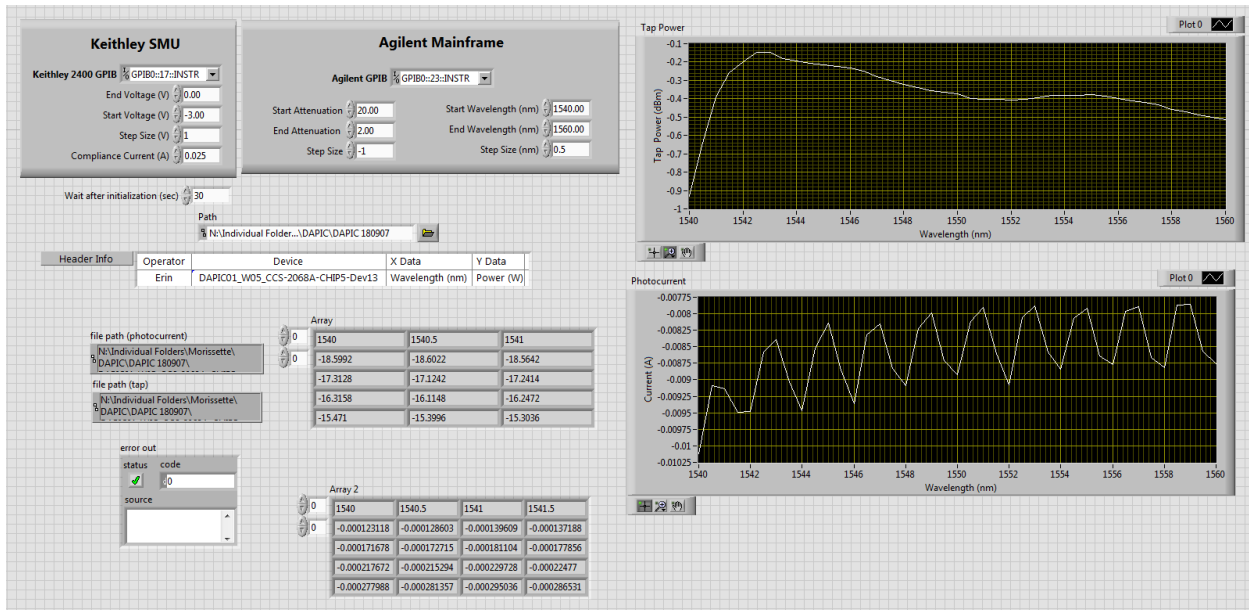 Keithley SMU
Keithley 2400 GPIB GPIB0::17::INSTR
End Voltage (V) 0.00
Start Voltage (V) -3.00
Step Size (V) 1
Compliance Current (A) 0.025
Agilent Mainframe
Agilent GPIB GPIB0::23::INSTR
Start Attenuation 20.00 Start Wavelength (nm) 1540.00
End Attenuation 2.00 End Wavelength (nm) 1560.00
Step Size -1 Step Size (nm) 0.5
Wait after initialization (sec) 30
Path
N:\Individual Folder...\DAPIC\DAPIC 180907
Header Info
Operator Device X Data Y Data
Erin DAPIC01_W05_CCS-2068A-CHIP5-Dev13 Wavelength (nm) Power (W)
file path (photocurrent)
N:\Individual Folders\Morissette\
DAPIC\DAPIC 180907\
file path (tap)
N:\Individual Folders\Morissette\
DAPIC\DAPIC 180907\
error out
status code
0
source
Array
0 1540 1540.5 1541
0 -18.5992 -18.6022 -18.5642
-17.3128 -17.1242 -17.2414
-16.3158 -16.1148 -16.2472
-15.471 -15.3996 -15.3036
Array 2
0 1540 1540.5 1541 1541.5
0 -0.000123118 -0.000128603 -0.000139609 -0.000137188
-0.000171678 -0.000172715 -0.000181104 -0.000177856
-0.000217672 -0.000215294 -0.000229728 -0.00022477
-0.000277988 -0.000281357 -0.000295036 -0.000286531
Tap Power Plot 0
Tap Power (dBm)
-0.1
-0.2
-0.3
-0.4
-0.5
-0.6
-0.7
-0.8
-0.9
-1
1540 1542 1544 1546 1548 1550 1552 1554 1556 1558 1560
Wavelength (nm)
Photocurrent Plot 0
Current (A)
-0.00775
-0.008
-0.00825
-0.0085
-0.00875
-0.009
-0.00925
-0.0095
-0.00975
-0.01
-0.01025
1540 1542 1544 1546 1548 1550 1552 1554 1556 1558 1560
Wavelength (nm)